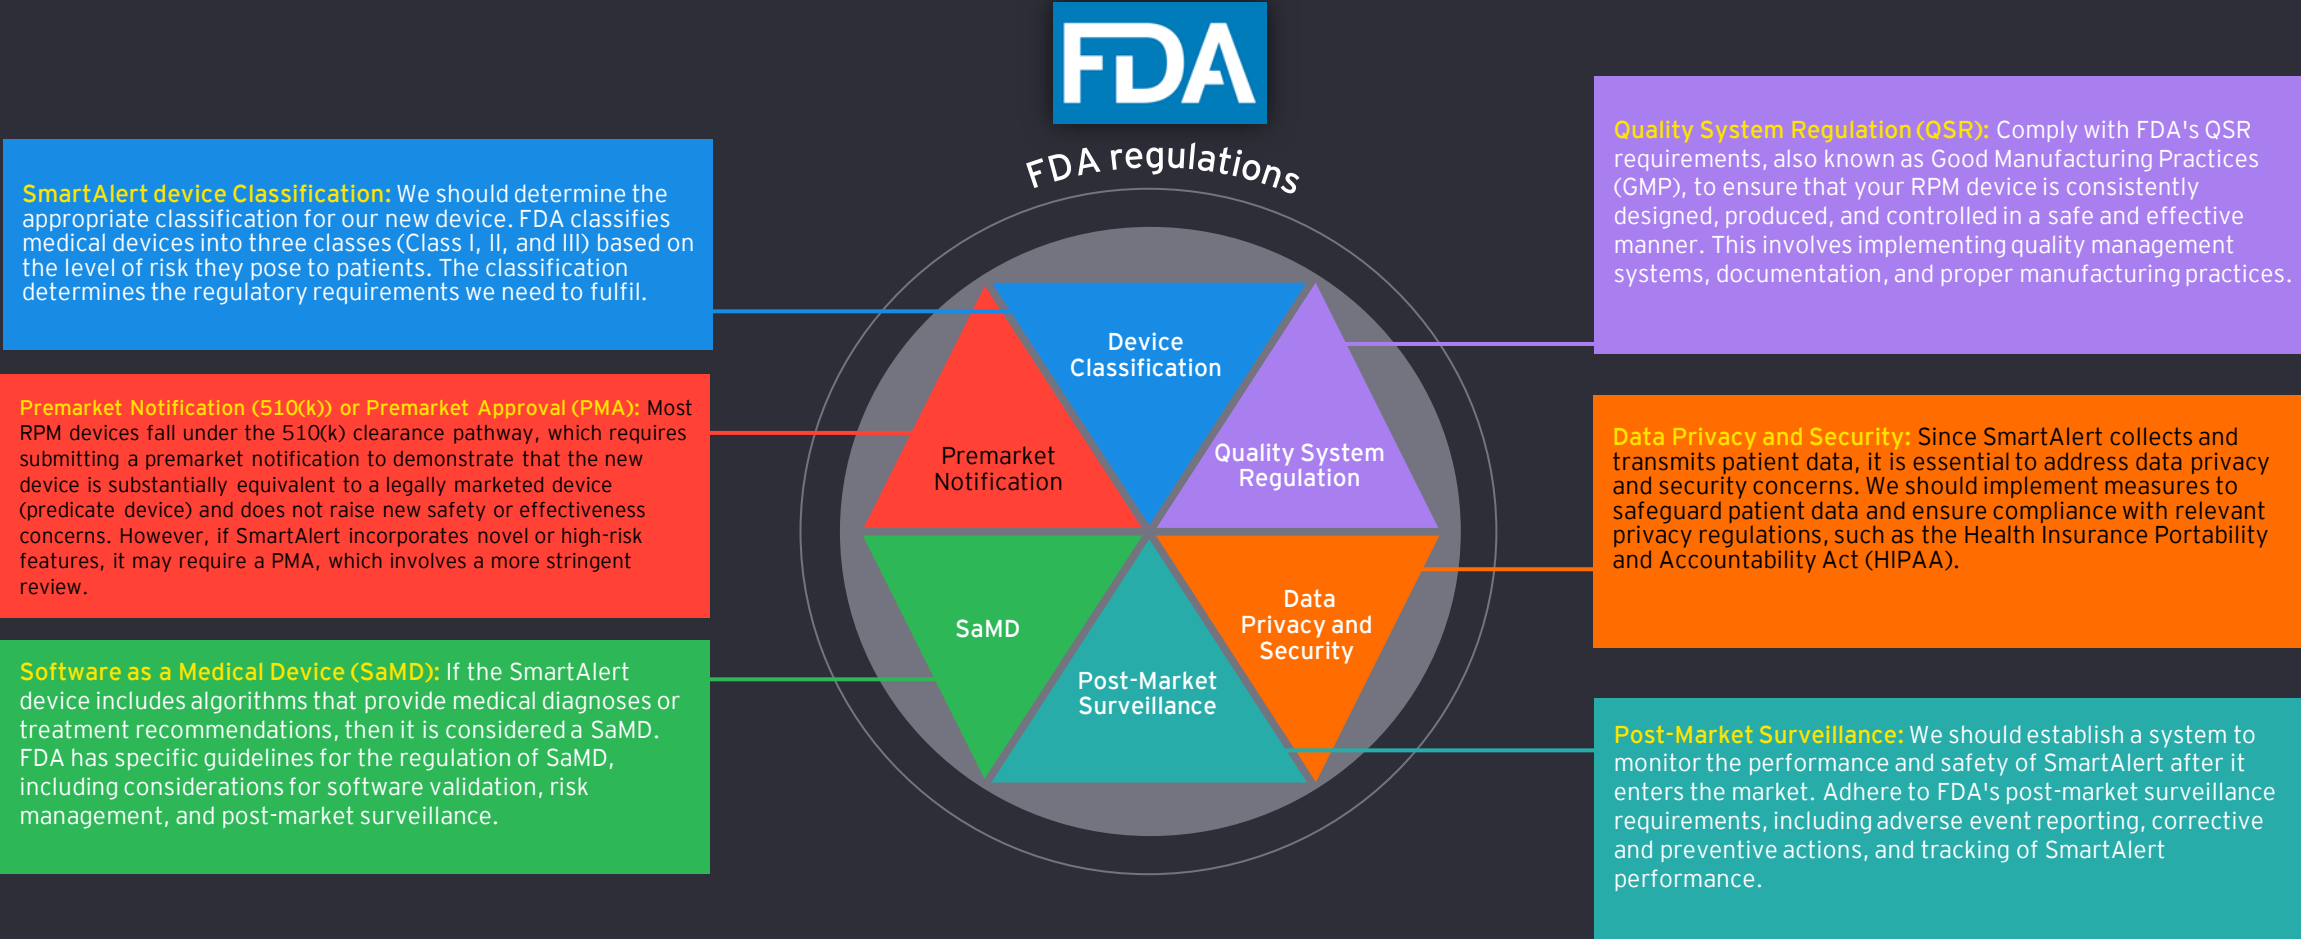 FDA
FDA regulations
SmartAlert device Classification: We should determine the
appropriate classification for our new device. FDA classifies
medical devices into three classes (Class I, II, and III) based on
the level of risk they pose to patients. The classification
determines the regulatory requirements we need to fulfil.
Premarket Notification (510(k)) or Premarket Approval (PMA): Most
RPM devices fall under the 510(k) clearance pathway, which requires
submitting a premarket notification to demonstrate that the new
device is substantially equivalent to a legally marketed device
(predicate device) and does not raise new safety or effectiveness
concerns. However, if SmartAlert incorporates novel or high-risk
features, it may require a PMA, which involves a more stringent
review.
Software as a Medical Device (SaMD): If the SmartAlert
device includes algorithms that provide medical diagnoses or
treatment recommendations, then it is considered a SaMD.
FDA has specific guidelines for the regulation of SaMD,
including considerations for software validation, risk
management, and post-market surveillance.
Device
Classification
Premarket
Notification
Quality System
Regulation
SaMD
Post-Market
Surveillance
Data
Privacy and
Security
Quality System Regulation (QSR): Comply with FDA's QSR
requirements, also known as Good Manufacturing Practices
(GMP), to ensure that your RPM device is consistently
designed, produced, and controlled in a safe and effective
manner. This involves implementing quality management
systems, documentation, and proper manufacturing practices.
Data Privacy and Security: Since SmartAlert collects and
transmits patient data, it is essential to address data privacy
and security concerns. We should implement measures to
safeguard patient data and ensure compliance with relevant
privacy regulations, such as the Health Insurance Portability
and Accountability Act (HIPAA).
Post-Market Surveillance: We should establish a system to
monitor the performance and safety of SmartAlert after it
enters the market. Adhere to FDA's post-market surveillance
requirements, including adverse event reporting, corrective
and preventive actions, and tracking of SmartAlert
performance.